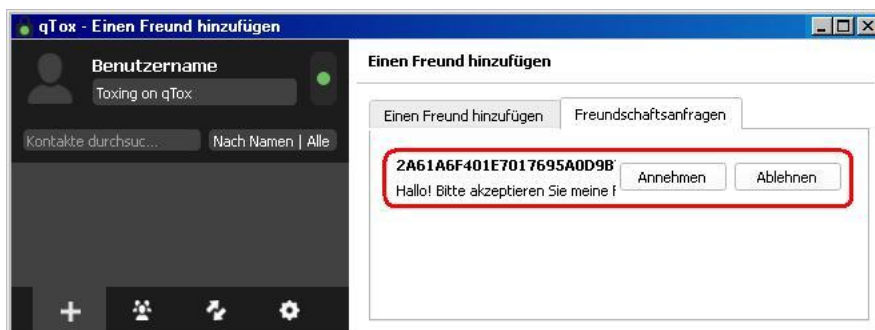 qTox - Einen Freund hinzufügen
Benutzername
Toxing on qTox
Kontakte durchsuc...
Nach Namen | Alle
Einen Freund hinzufügen
Einen Freund hinzufügen
Freundschaftsanfragen
2A61A6F401E7017695A0D9B
Hallo! Bitte akzeptieren Sie meine
Annehmen
Ablehnen